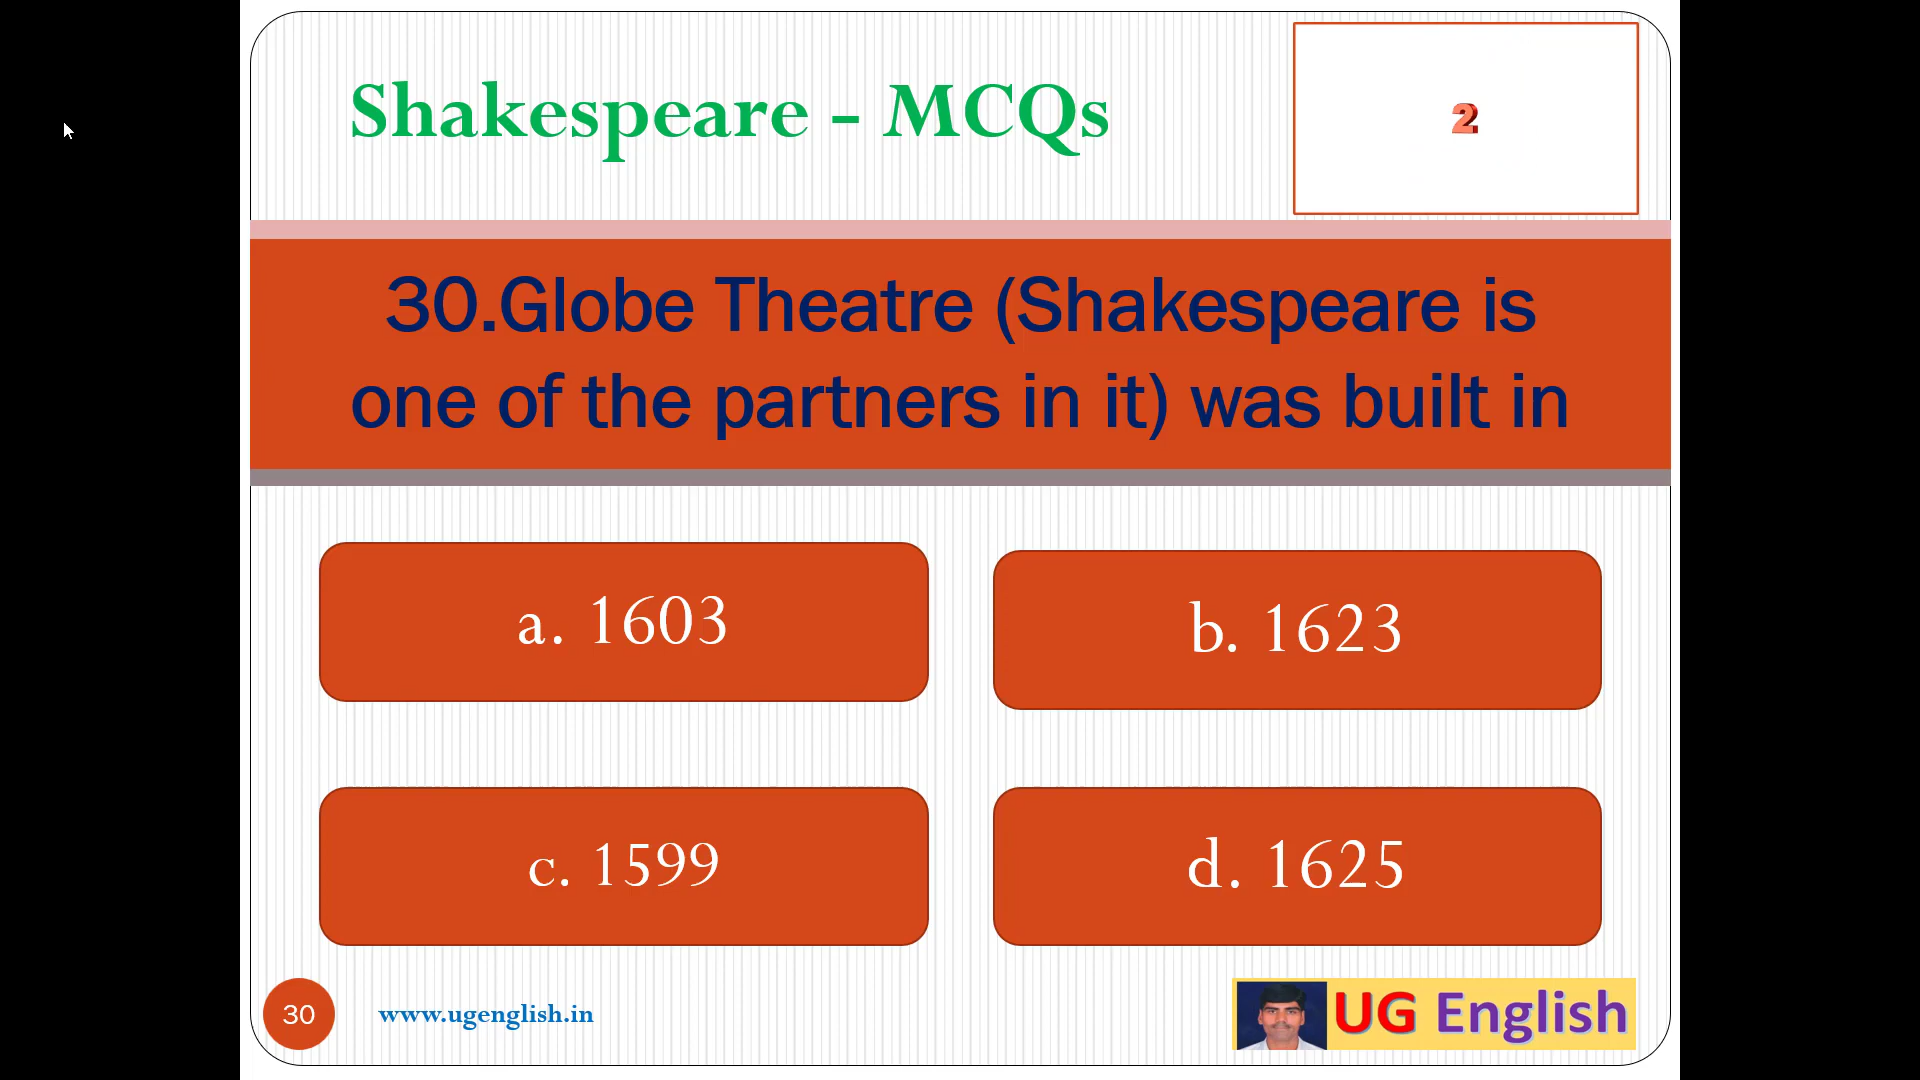 Shakespeare - MCQs
2
30.Globe Theatre (Shakespeare is
one of the partners in it) was built in
a. 1603
b. 1623
c. 1599
d. 1625
30
www.ugenglish.in
UG English